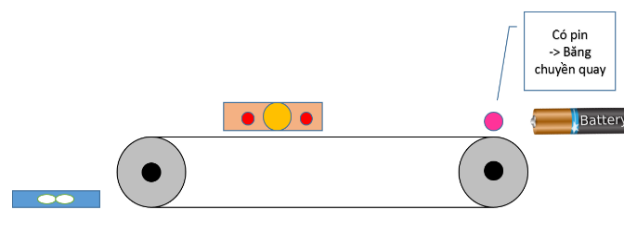 Có pin
-> Băng
chuyền quay
Battery